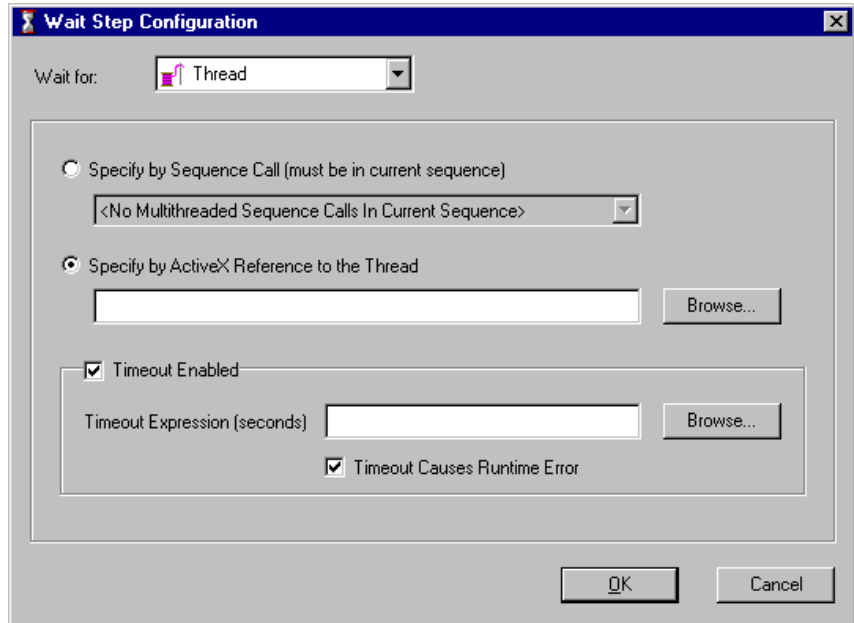 Wait Step Configuration
Wait for: Thread
Specify by Sequence Call (must be in current sequence)
<No Multithreaded Sequence Calls In Current Sequence>
Specify by ActiveX Reference to the Thread
Browse...
Timeout Enabled
Timeout Expression (seconds) Browse...
Timeout Causes Runtime Error
OK Cancel